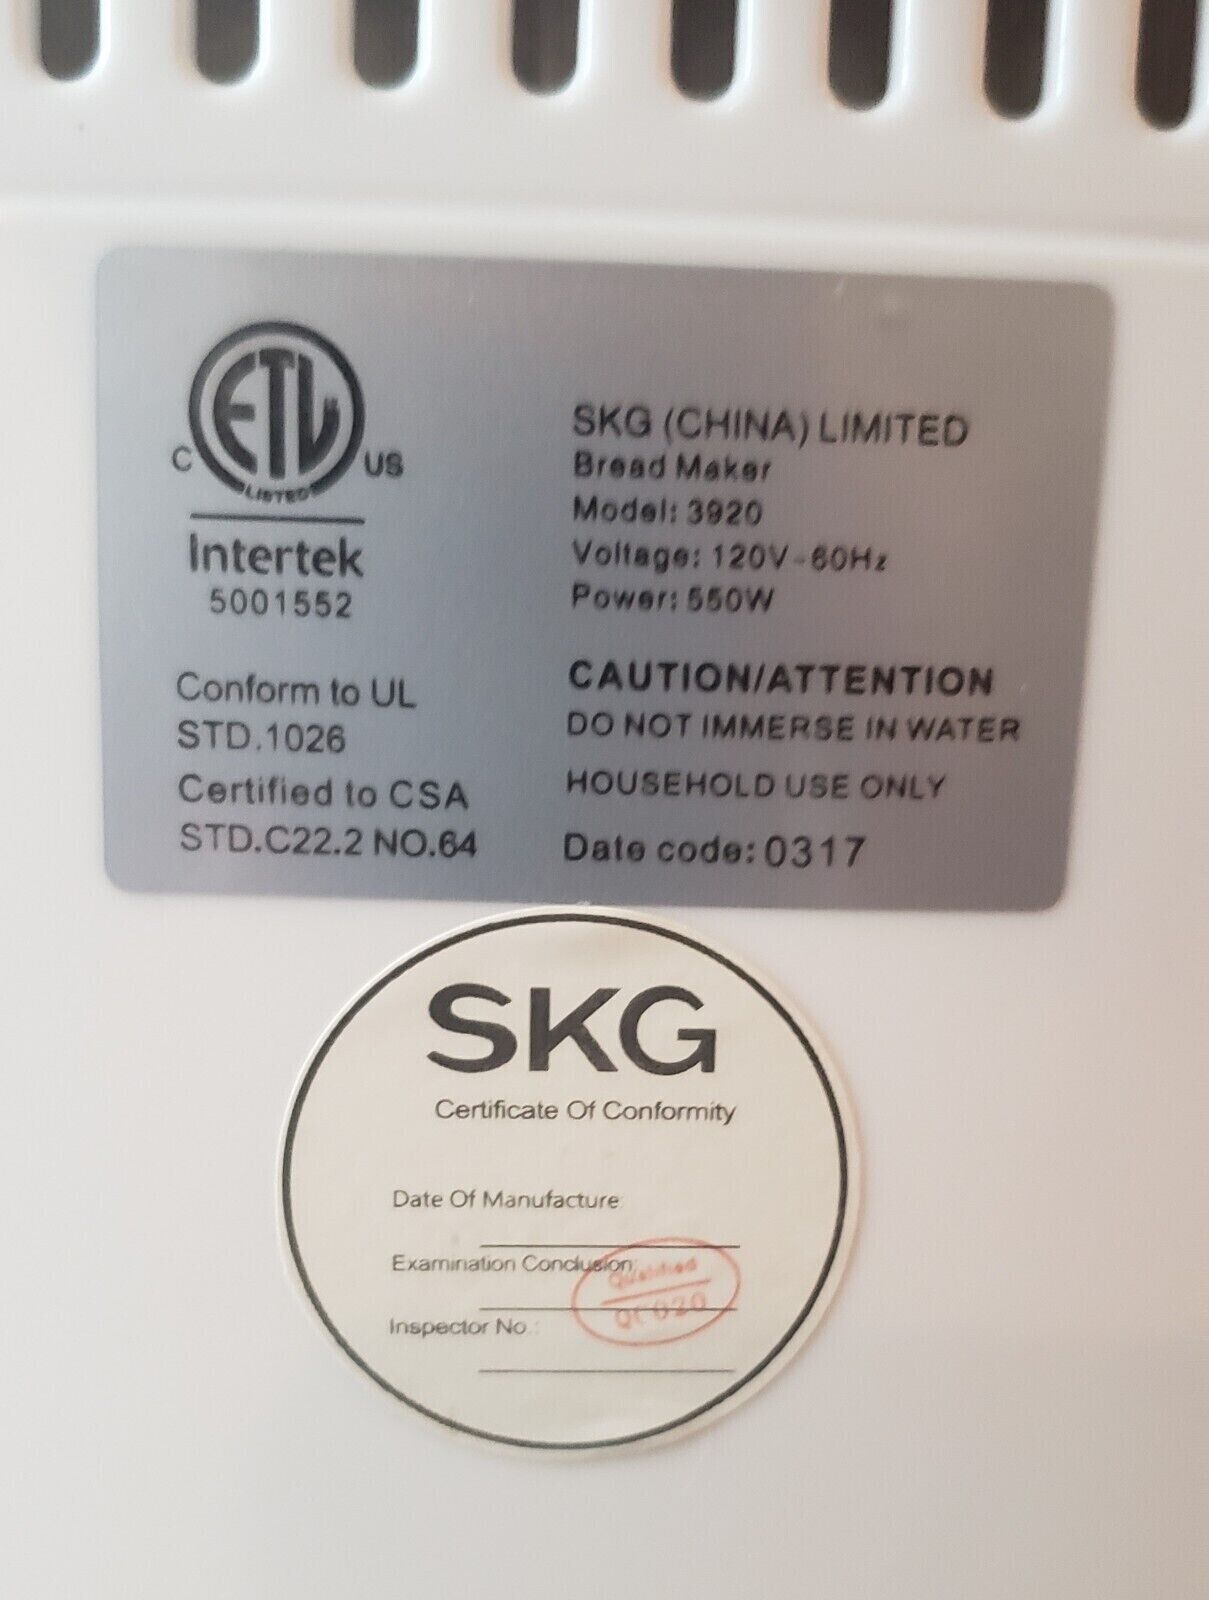 ETL
LISTED
C US
Intertek
5001552
Conform to UL
STD.1026
Certified to CSA
STD.C22.2 NO.64
SKG (CHINA) LIMITED
Bread Maker
Model: 3920
Voltage: 120V~60Hz
Power: 550W
CAUTION/ATTENTION
DO NOT IMMERSE IN WATER
HOUSEHOLD USE ONLY
Date code: 0317
SKG
Certificate Of Conformity
Date Of Manufacture:
Examination Conclusion:
Qualified
QC020
Inspector No.: